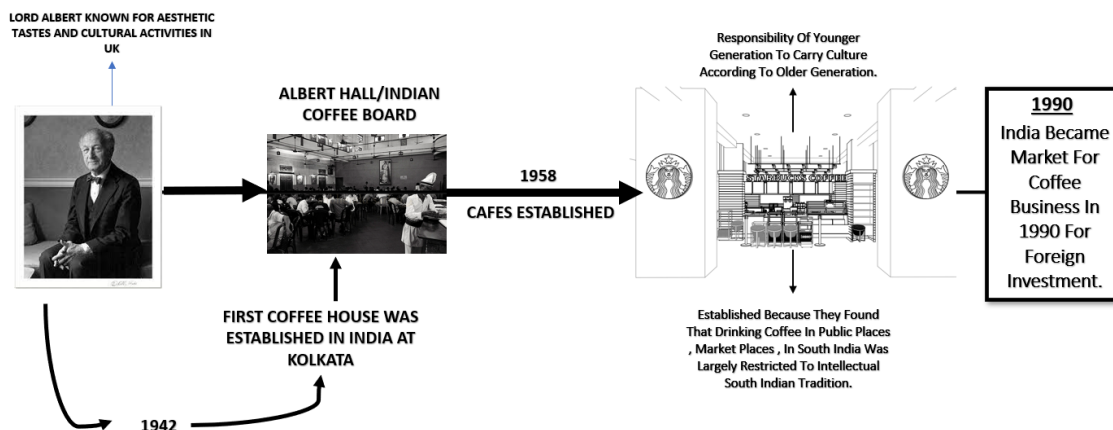 LORD ALBERT KNOWN FOR AESTHETIC
TASTES AND CULTURAL ACTIVITIES IN
UK
ALBERT HALL/INDIAN
COFFEE BOARD
FIRST COFFEE HOUSE WAS
ESTABLISHED IN INDIA AT
KOLKATA
1942
1958
CAFES ESTABLISHED
Responsibility Of Younger
Generation To Carry Culture
According To Older Generation.
STARBUCKS COFFEE
Established Because They Found
That Drinking Coffee In Public Places
, Market Places , In South India Was
Largely Restricted To Intellectual
South Indian Tradition.
1990
India Became
Market For
Coffee
Business In
1990 For
Foreign
Investment.